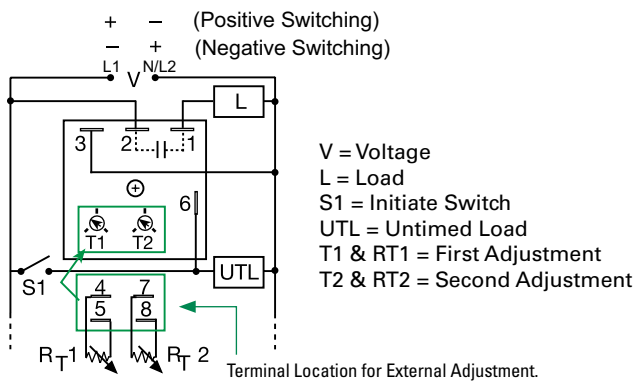 + – (Positive Switching)
– + (Negative Switching)
L1 V N/L2
L
3 2 1
6
T1 T2
S1
UTL
4 7
5 8
RT1 RT2
V = Voltage
L = Load
S1 = Initiate Switch
UTL = Untimed Load
T1 & RT1 = First Adjustment
T2 & RT2 = Second Adjustment
Terminal Location for External Adjustment.